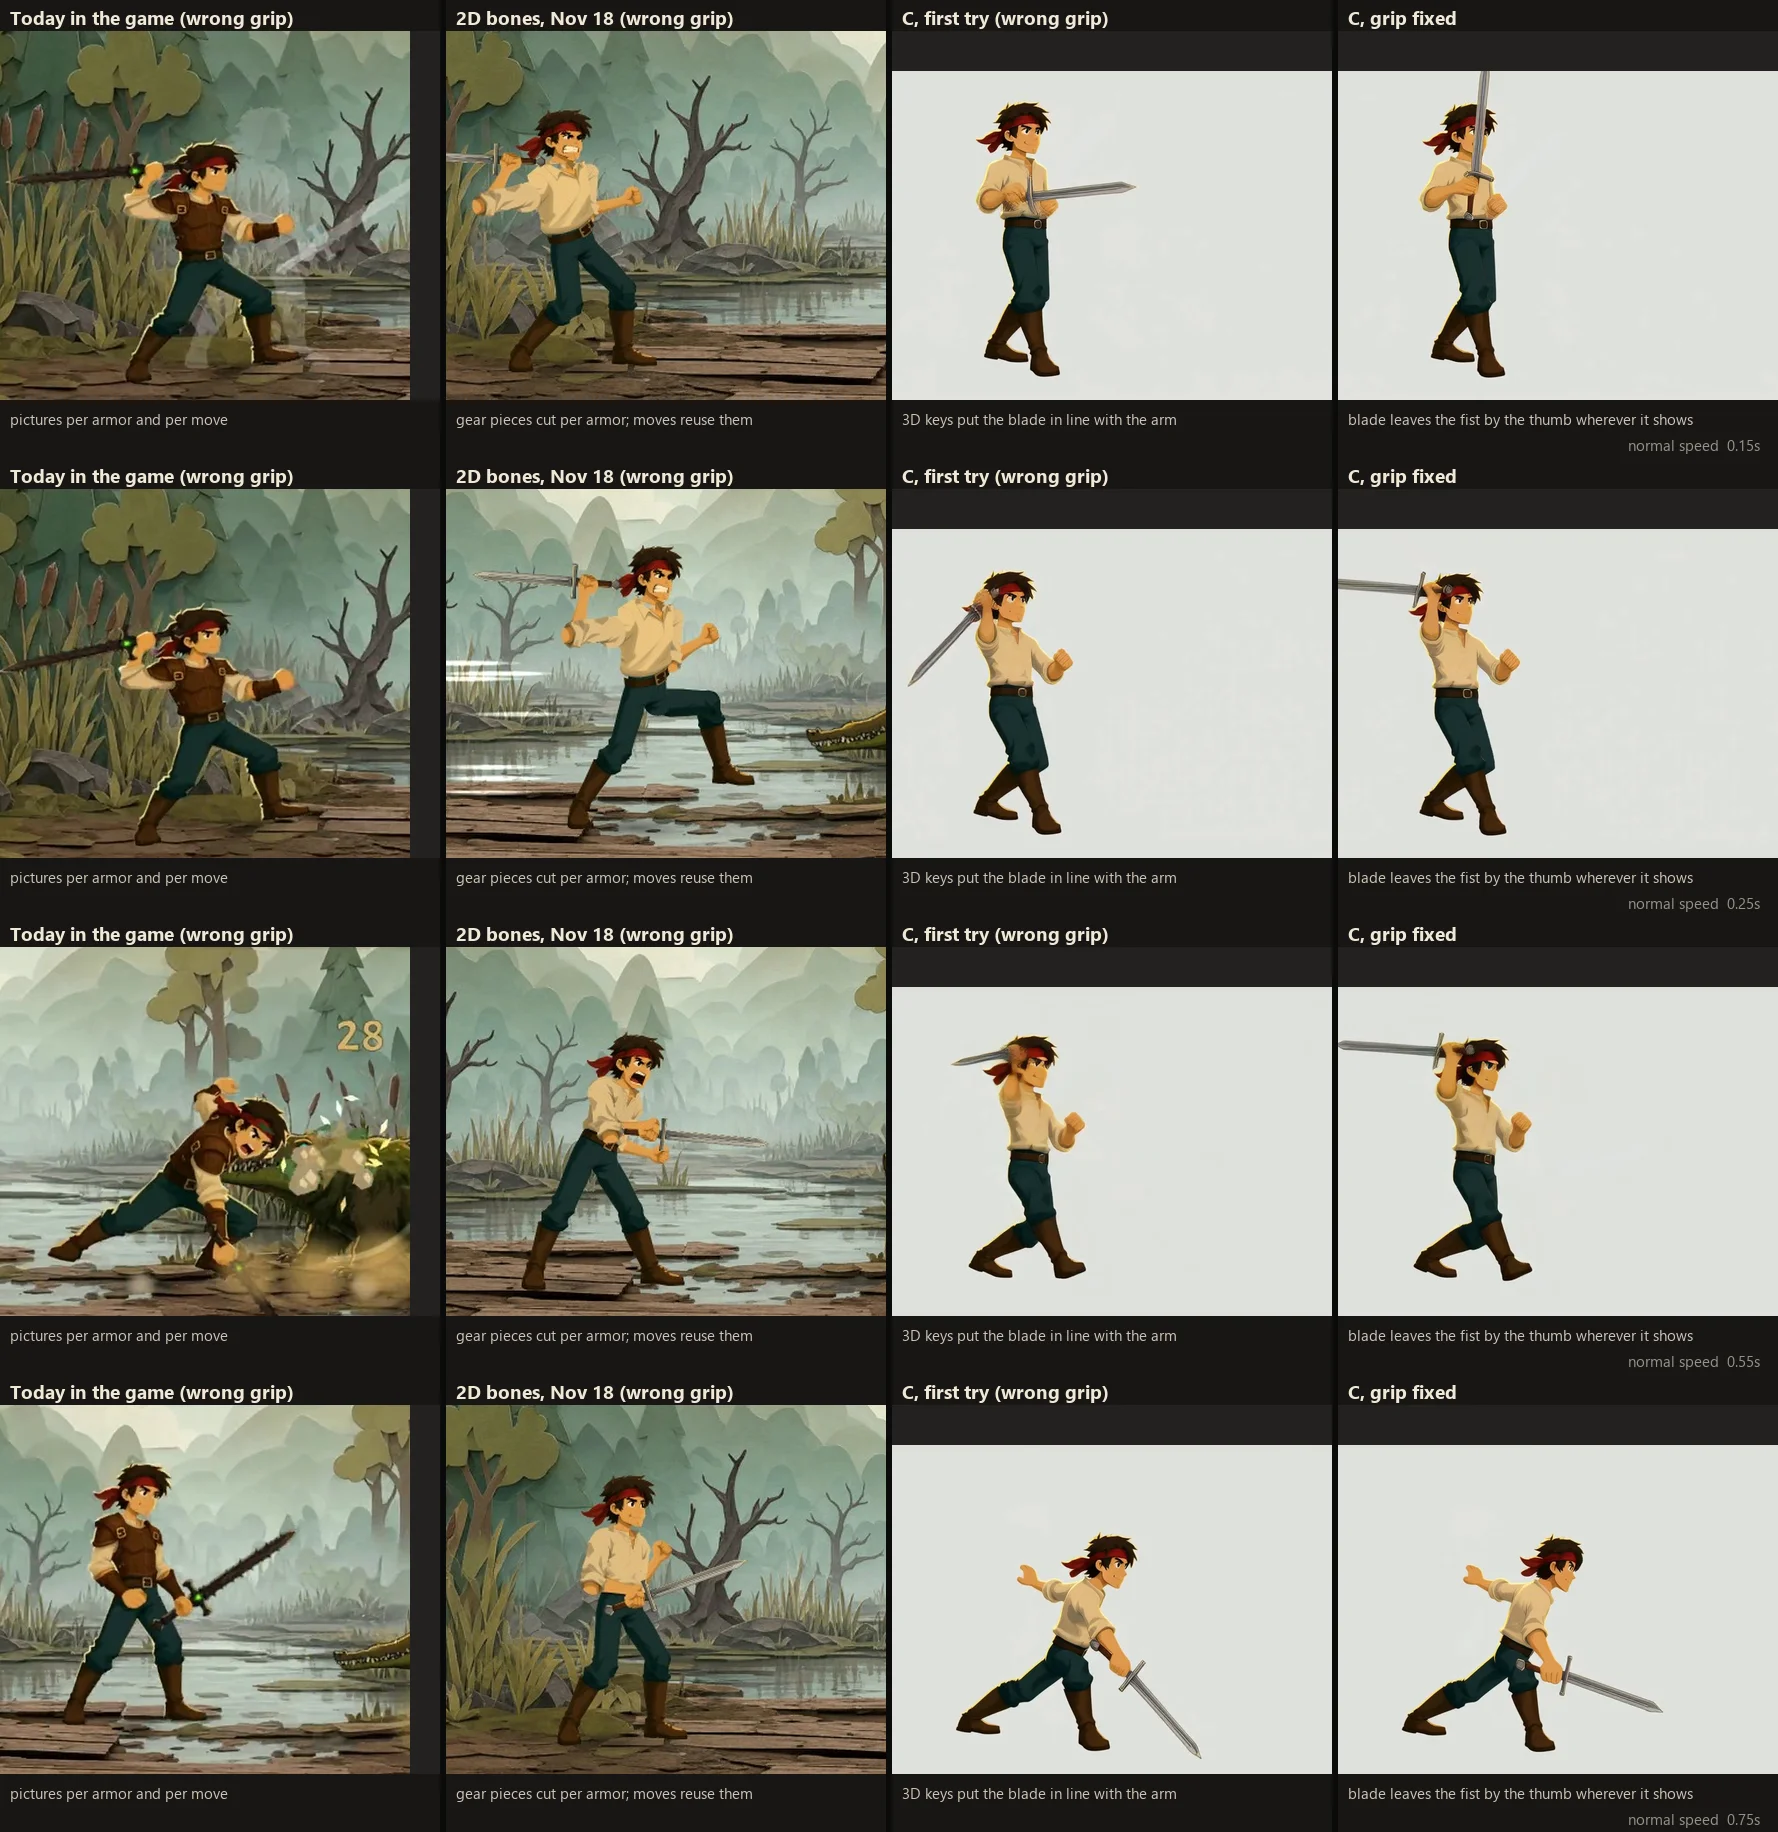 Today in the game (wrong grip)
2D bones, Nov 18 (wrong grip)
C, first try (wrong grip)
C, grip fixed
pictures per armor and per move
gear pieces cut per armor; moves reuse them
3D keys put the blade in line with the arm
blade leaves the fist by the thumb wherever it shows
normal speed 0.15s
Today in the game (wrong grip)
2D bones, Nov 18 (wrong grip)
C, first try (wrong grip)
C, grip fixed
pictures per armor and per move
gear pieces cut per armor; moves reuse them
3D keys put the blade in line with the arm
blade leaves the fist by the thumb wherever it shows
normal speed 0.25s
Today in the game (wrong grip)
2D bones, Nov 18 (wrong grip)
C, first try (wrong grip)
C, grip fixed
28
pictures per armor and per move
gear pieces cut per armor; moves reuse them
3D keys put the blade in line with the arm
blade leaves the fist by the thumb wherever it shows
normal speed 0.55s
Today in the game (wrong grip)
2D bones, Nov 18 (wrong grip)
C, first try (wrong grip)
C, grip fixed
pictures per armor and per move
gear pieces cut per armor; moves reuse them
3D keys put the blade in line with the arm
blade leaves the fist by the thumb wherever it shows
normal speed 0.75s